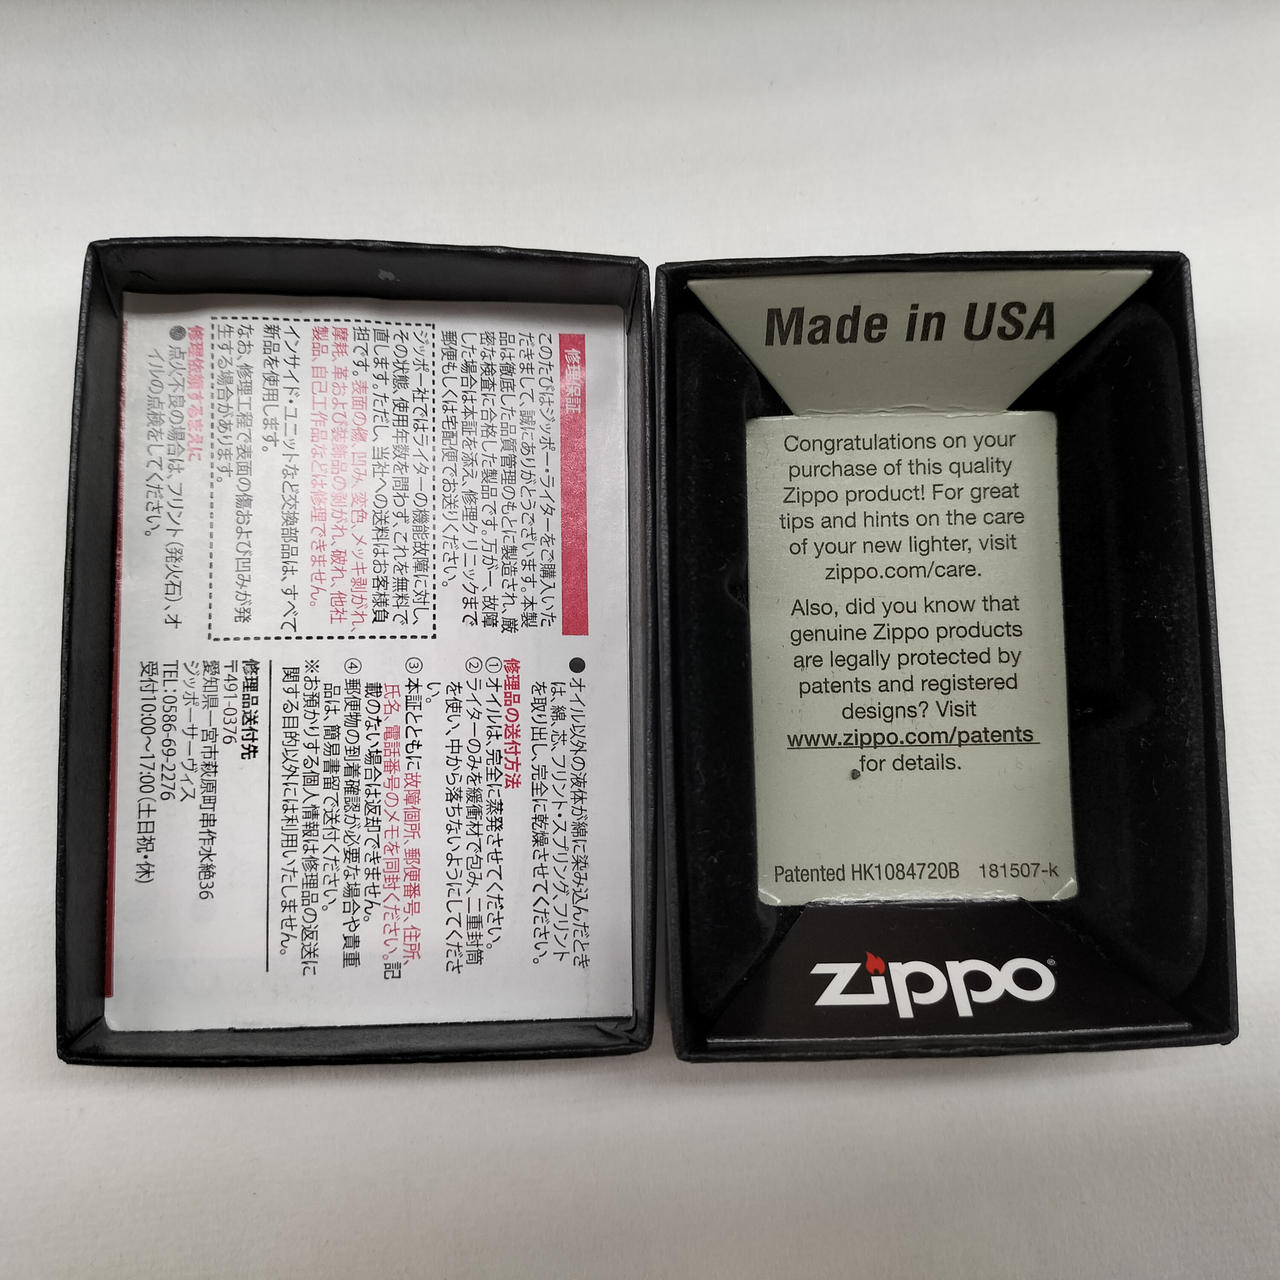 修理保証
このたびはジッポー・ライターをご購入いた
だきまして、誠にありがとうございます。本製
品は徹底した品質管理のもとに製造され、厳
密な検査に合格した製品です。万が一、故障
した場合は本証を添え、修理クリニックまで
郵便もしくは宅配便でお送りください。
ジッポー社ではライターの機能故障に対し、
その状態、使用年数を問わず、これを無料で
直します。ただし、当社への送料はお客様負
担です。表面の傷、凹み、変色、メッキ剥がれ、
摩耗、革および装飾品の剥がれ、破れ、他社
製品、自己工作品などは修理できません。
インサイド・ユニットなど交換部品は、すべて
新品を使用します。
なお、修理工程で表面の傷および凹みが発
生する場合があります。
修理依頼するまえに
● 点火不良の場合は、フリント(発火石)、オ
イルの点検をしてください。
● オイル以外の液体が綿に染み込んだとき
は、綿、芯、フリント・スプリング、フリント
を取り出し、完全に乾燥させてください。
修理品の送付方法
① オイルは、完全に蒸発させてください。
② ライターのみを緩衝材で包み、二重封筒
を使い、中から落ちないようにしてくださ
い。
③ 本証とともに故障個所、郵便番号、住所、
氏名、電話番号のメモを同封ください。記
載のない場合は返却できません。
④ 郵便物の到着確認が必要な場合や貴重
品は、簡易書留で送付ください。
※お預かりする個人情報は修理品の返送に
関する目的以外には利用いたしません。
修理品送付先
〒491-0376
愛知県一宮市萩原町串作水絶36
ジッポーサーヴィス
TEL:0586-69-2276
受付10:00〜17:00(土日祝・休)
Made in USA
Congratulations on your
purchase of this quality
Zippo product! For great
tips and hints on the care
of your new lighter, visit
zippo.com/care.
Also, did you know that
genuine Zippo products
are legally protected by
patents and registered
designs? Visit
www.zippo.com/patents
for details.
Patented HK1084720B 181507-k
zippo®